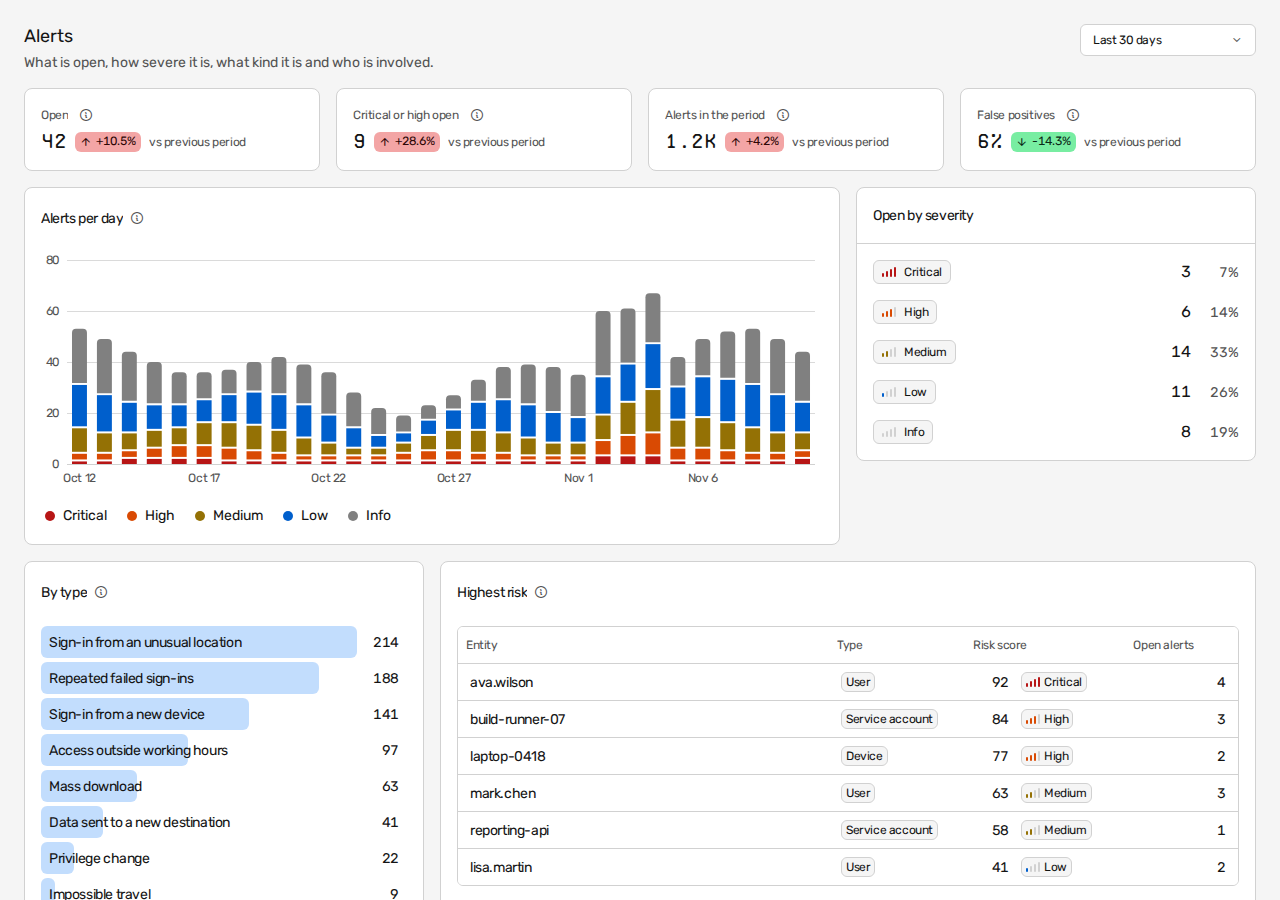 Alerts
What is open, how severe it is, what kind it is and who is involved.
Last 30 days
Open
42 +10.5% vs previous period
Critical or high open
9 +28.6% vs previous period
Alerts in the period
1.2K +4.2% vs previous period
False positives
6% -14.3% vs previous period
Alerts per day
80
60
40
20
0
Oct 12 Oct 17 Oct 22 Oct 27 Nov 1 Nov 6
Critical High Medium Low Info
Open by severity
Critical 3 7%
High 6 14%
Medium 14 33%
Low 11 26%
Info 8 19%
By type
Sign-in from an unusual location 214
Repeated failed sign-ins 188
Sign-in from a new device 141
Access outside working hours 97
Mass download 63
Data sent to a new destination 41
Privilege change 22
Impossible travel 9
Highest risk
Entity Type Risk score Open alerts
ava.wilson User 92 Critical 4
build-runner-07 Service account 84 High 3
laptop-0418 Device 77 High 2
mark.chen User 63 Medium 3
reporting-api Service account 58 Medium 1
lisa.martin User 41 Low 2